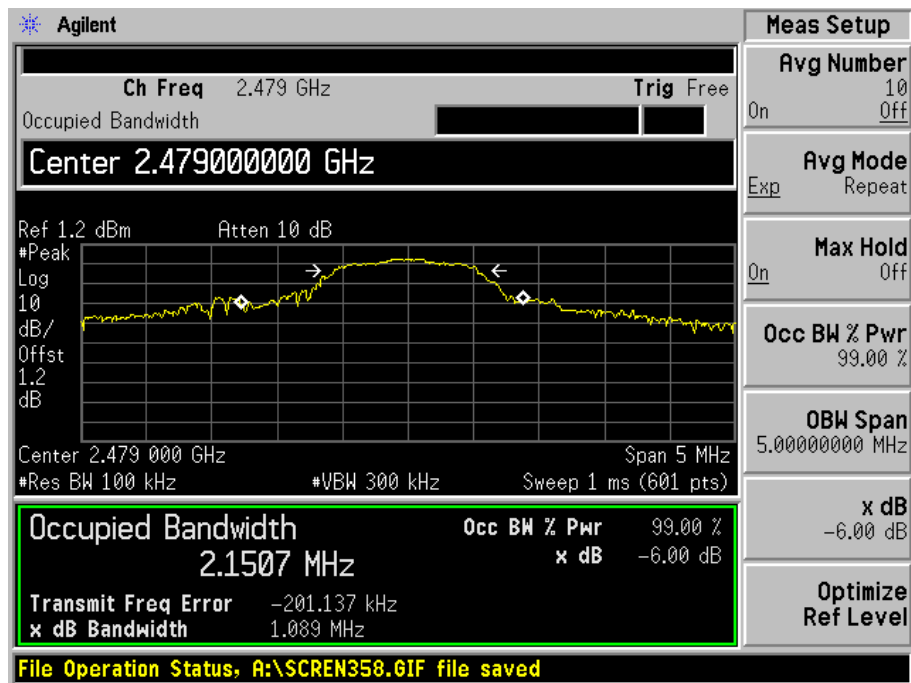 Agilent
Meas Setup
Ch Freq 2.479 GHz Trig Free
Occupied Bandwidth
Center 2.479000000 GHz
Ref 1.2 dBm Atten 10 dB
#Peak
Log
10
dB/
Offst
1.2
dB
Center 2.479 000 GHz Span 5 MHz
#Res BW 100 kHz #VBW 300 kHz Sweep 1 ms (601 pts)
Occupied Bandwidth Occ BW % Pwr 99.00 %
2.1507 MHz x dB -6.00 dB
Transmit Freq Error -201.137 kHz
x dB Bandwidth 1.089 MHz
File Operation Status, A:\SCREN358.GIF file saved
Avg Number
10
On Off
Avg Mode
Exp Repeat
Max Hold
On Off
Occ BW % Pwr
99.00 %
OBW Span
5.00000000 MHz
x dB
-6.00 dB
Optimize
Ref Level